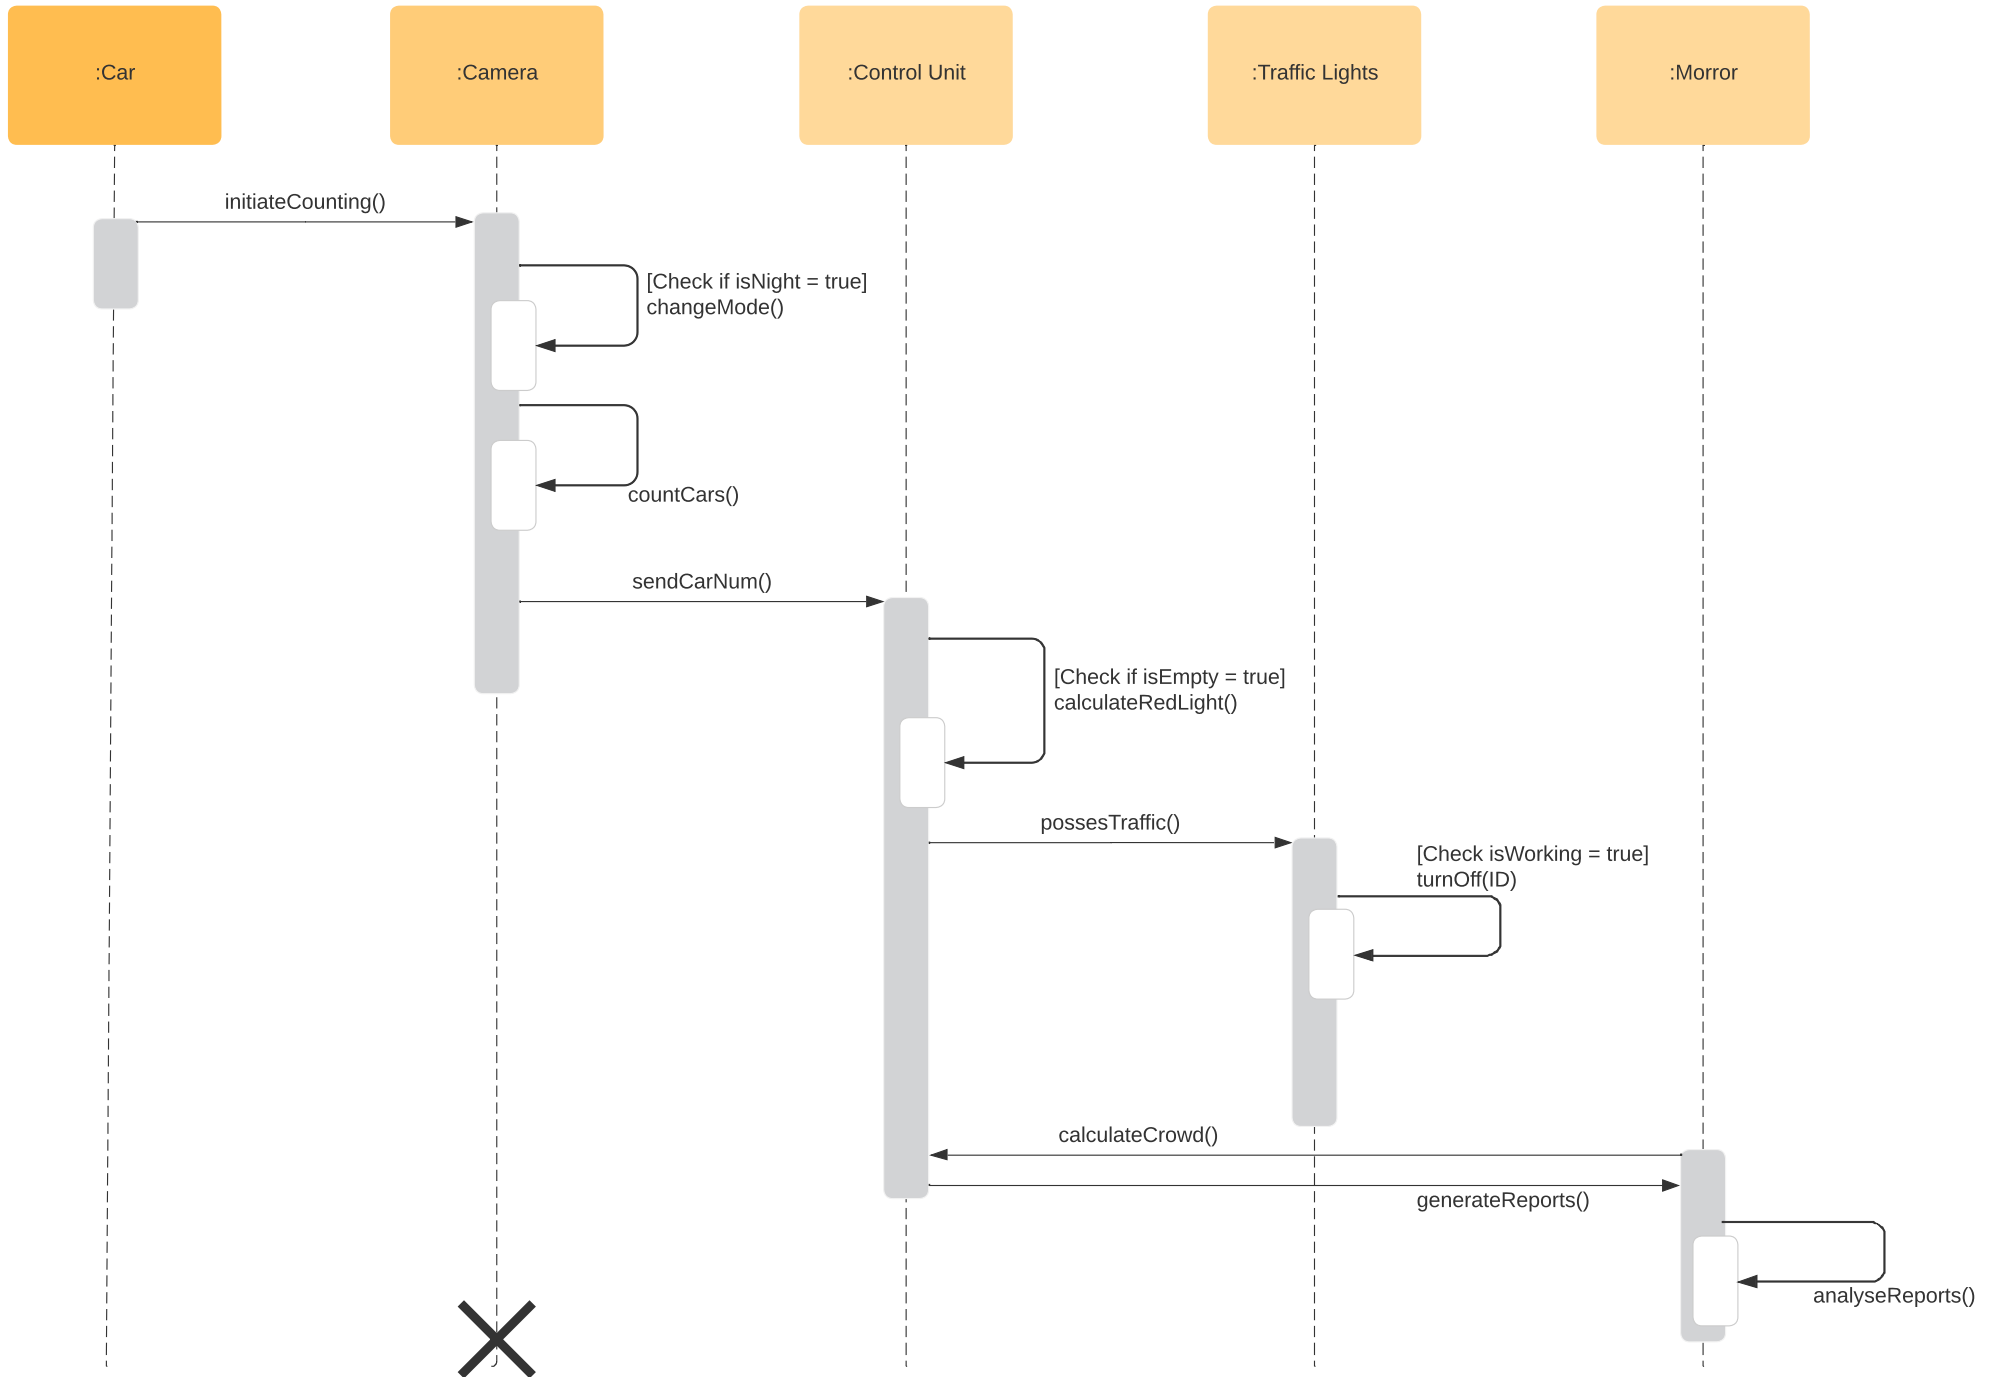 :Car
:Camera
:Control Unit
:Traffic Lights
:Morror
initiateCounting()
[Check if isNight = true]
changeMode()
countCars()
sendCarNum()
[Check if isEmpty = true]
calculateRedLight()
possesTraffic()
[Check isWorking = true]
turnOff(ID)
calculateCrowd()
generateReports()
analyseReports()